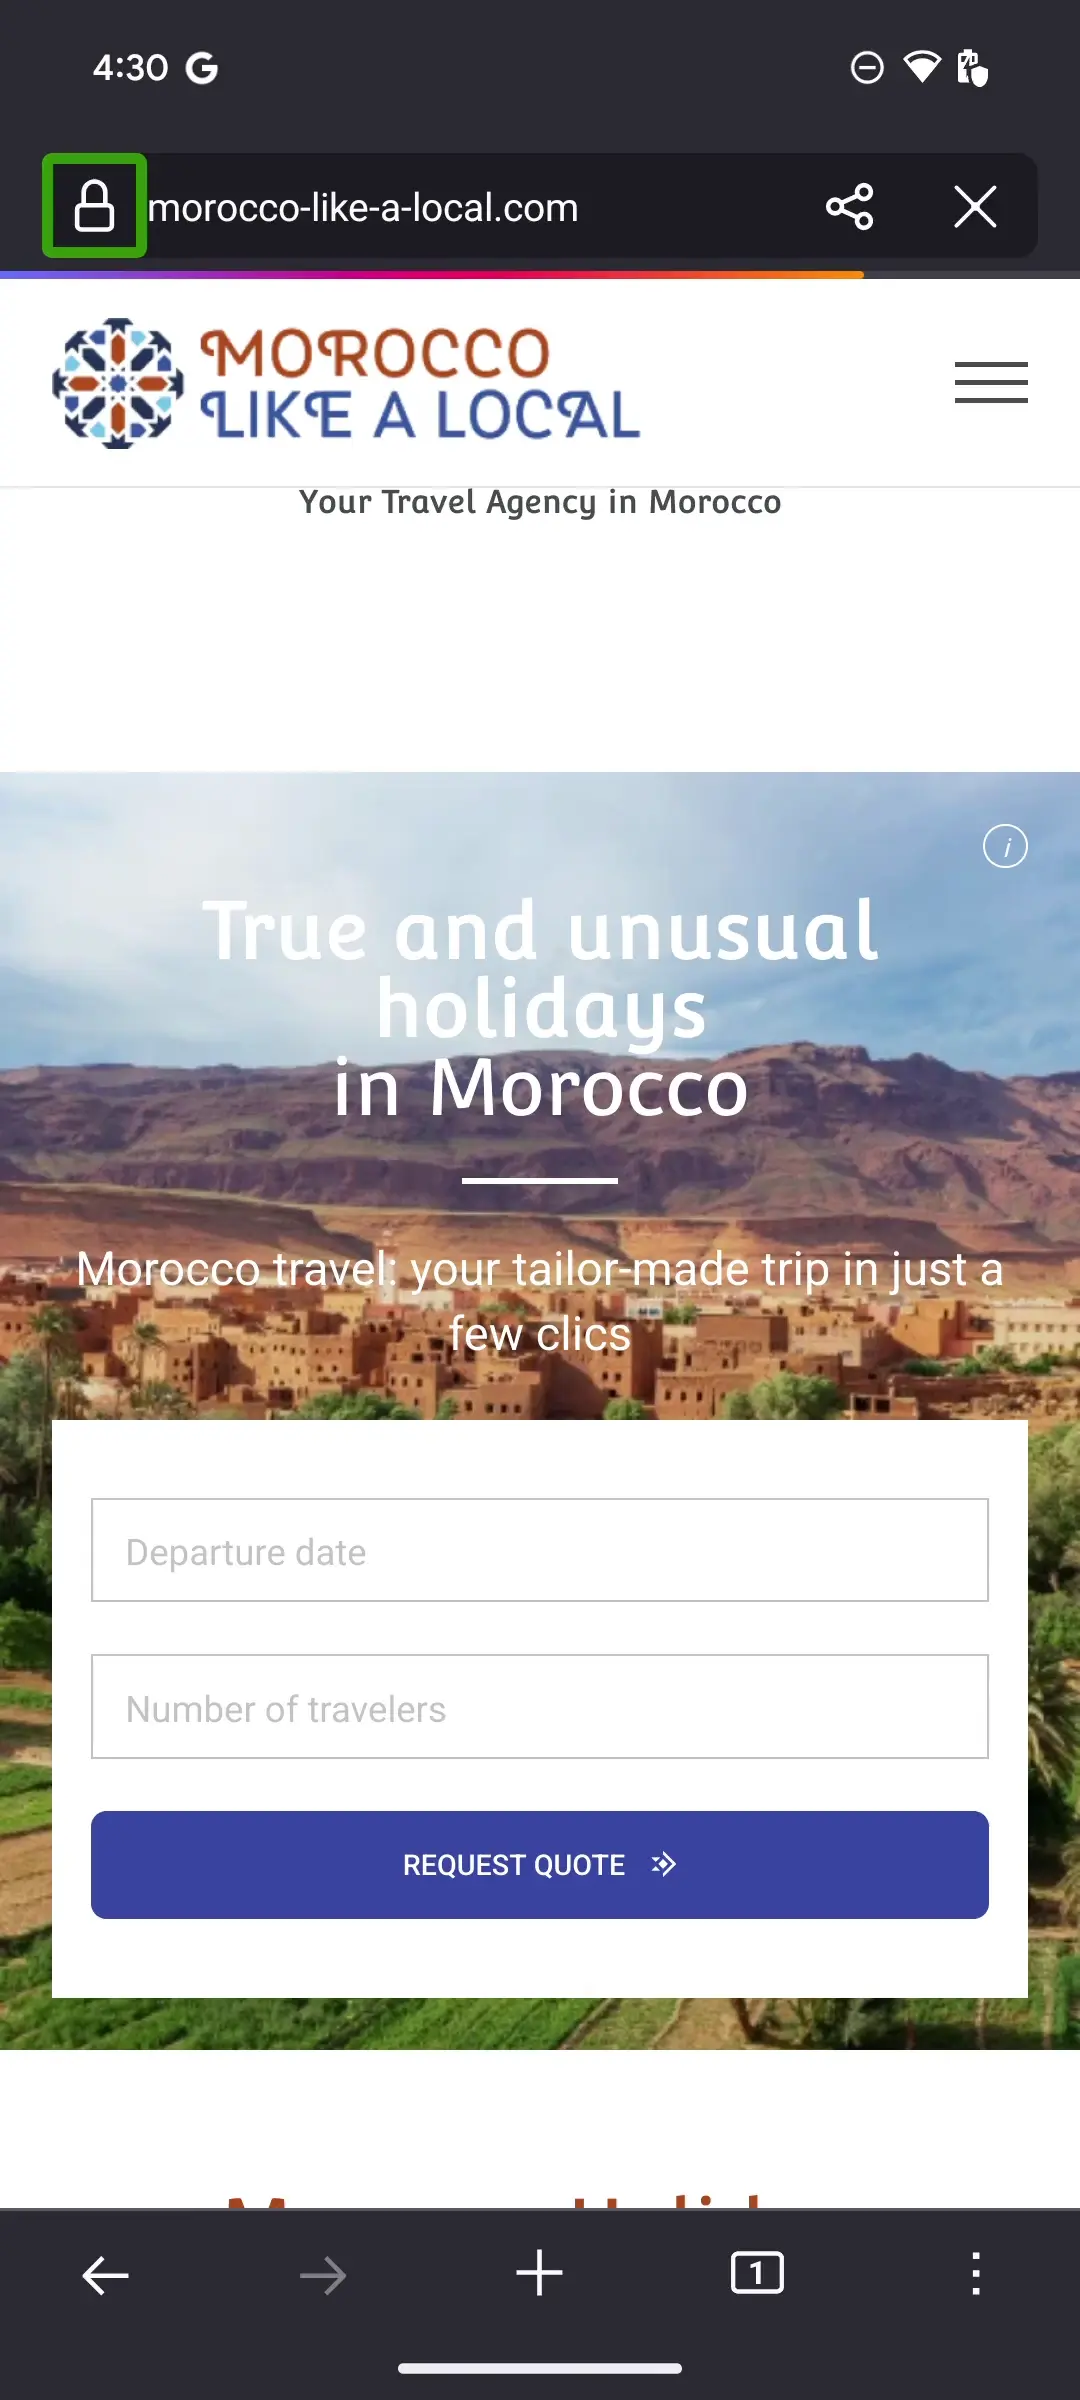 4:30
morocco-like-a-local.com
MOROCCO
LIKE A LOCAL
Your Travel Agency in Morocco
i
True and unusual
holidays
in Morocco
Morocco travel: your tailor-made trip in just a
few clics
Departure date
Number of travelers
REQUEST QUOTE
1